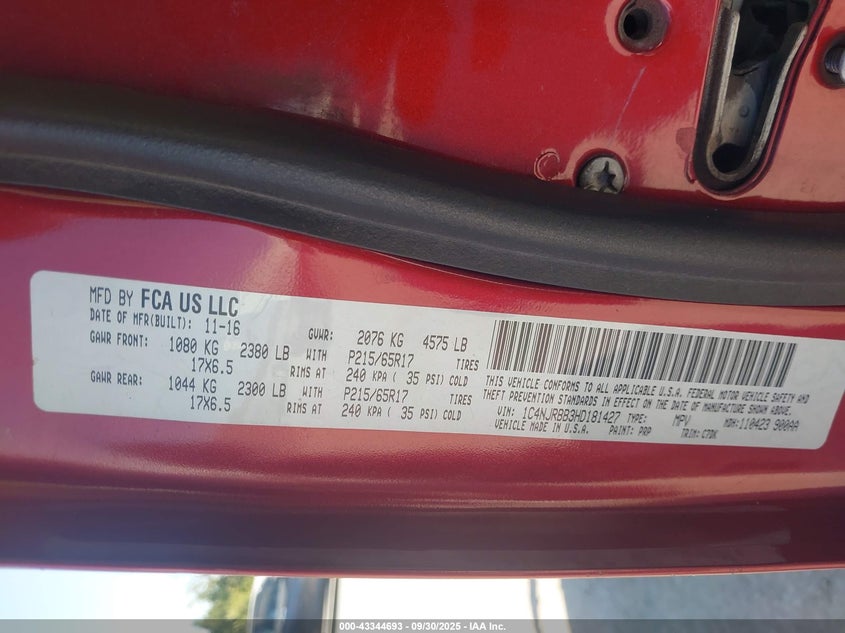 MFD BY FCA US LLC
DATE OF MFR(BUILT): 11-16 GVWR: 2076 KG 4575 LB
GAWR FRONT: 1080 KG 2380 LB WITH P215/65R17 TIRES
17X6.5 RIMS AT 240 KPA ( 35 PSI) COLD
GAWR REAR: 1044 KG 2300 LB WITH P215/65R17 TIRES
17X6.5 RIMS AT 240 KPA ( 35 PSI) COLD
THIS VEHICLE CONFORMS TO ALL APPLICABLE U.S.A. FEDERAL MOTOR VEHICLE SAFETY AND
THEFT PREVENTION STANDARDS IN EFFECT ON THE DATE OF MANUFACTURE SHOWN ABOVE.
VIN: 1C4NJRBB3HD181427 TYPE: MPV MDH:110423 900AA
VEHICLE MADE IN U.S.A. PAINT: PRP TRIM: C7DK
000-43344693 - 09/30/2025 - IAA Inc.